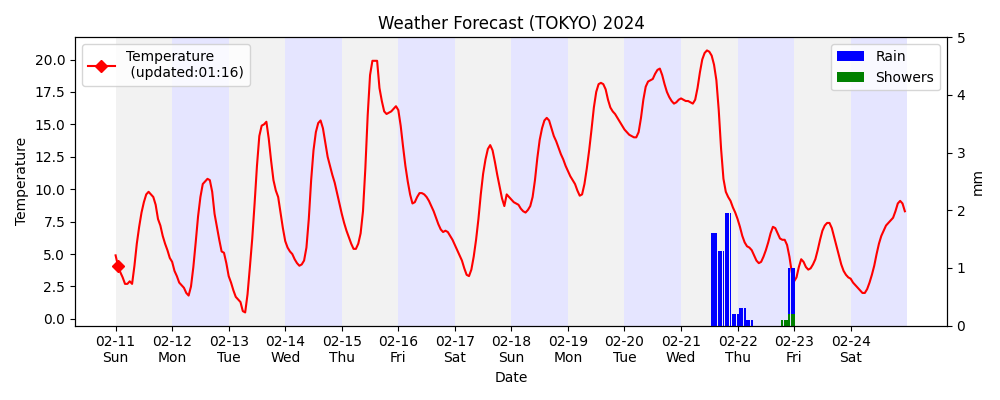 Weather Forecast (TOKYO) 2024
Temperature
(updated:01:16)
Rain
Showers
Temperature
20.0
17.5
15.0
12.5
10.0
7.5
5.0
2.5
0.0
5
4
3
2
1
0
mm
02-11 02-12 02-13 02-14 02-15 02-16 02-17 02-18 02-19 02-20 02-21 02-22 02-23 02-24
Sun Mon Tue Wed Thu Fri Sat Sun Mon Tue Wed Thu Fri Sat
Date